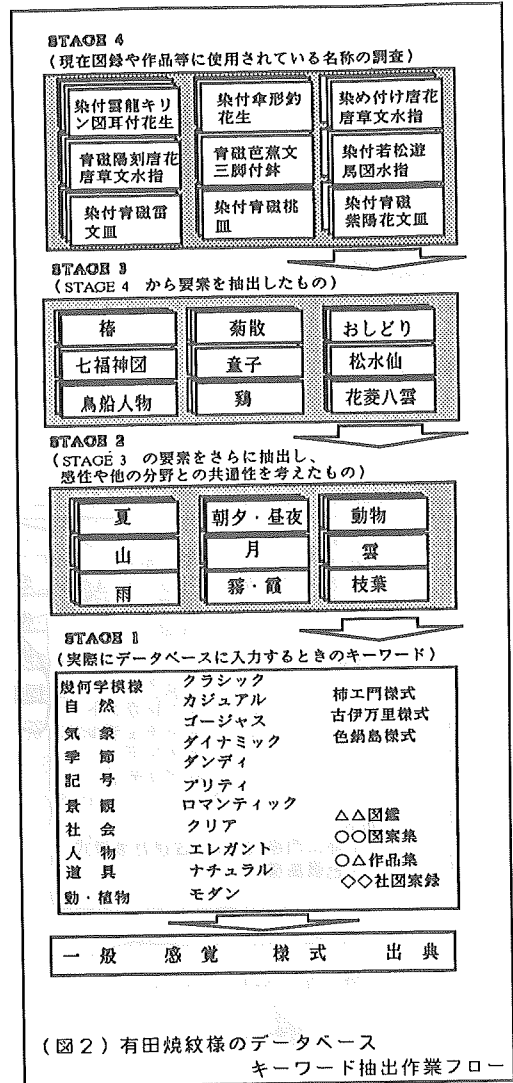 STAGE 4
(現在図録や作品等に使用されている名称の調査)
染付雲龍キリ
ン図耳付花生
染付傘形釣
花生
染め付け唐花
唐草文水指
青磁陽刻唐花
唐草文水指
青磁芭蕉文
三脚付鉢
染付若松遊
馬図水指
染付青磁雷
文皿
染付青磁桃
皿
染付青磁
紫陽花文皿
STAGE 3
(STAGE 4 から要素を抽出したもの)
椿
菊散
おしどり
七福神図
童子
松水仙
鳥船人物
鶏
花菱八雲
STAGE 2
(STAGE 3 の要素をさらに抽出し、
感性や他の分野との共通性を考えたもの)
夏
朝夕・昼夜
動物
山
月
雲
雨
霧・霞
枝葉
STAGE 1
(実際にデータベースに入力するときのキーワード)
幾何学模様
自然
気象
季節
記号
景観
社会
人物
道具
動・植物
クラシック
カジュアル
ゴージャス
ダイナミック
ダンディ
プリティ
ロマンティック
クリア
エレガント
ナチュラル
モダン
柿エ門様式
古伊万里様式
色鍋島様式
△△図鑑
○○図案集
○△作品集
◇◇社図案録
一般 感覚 様式 出典
(図2)有田焼紋様のデータベース
キーワード抽出作業フロー